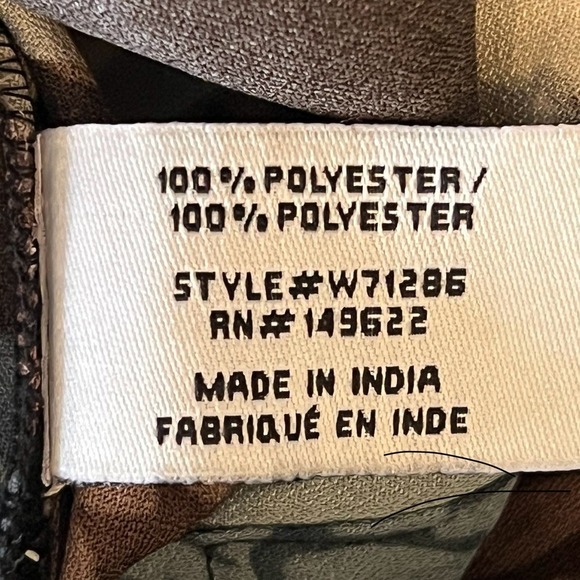 100% POLYESTER/
100% POLYESTER
STYLE# W71286
RN# 149622
MADE IN INDIA
FABRIQUÉ EN INDE